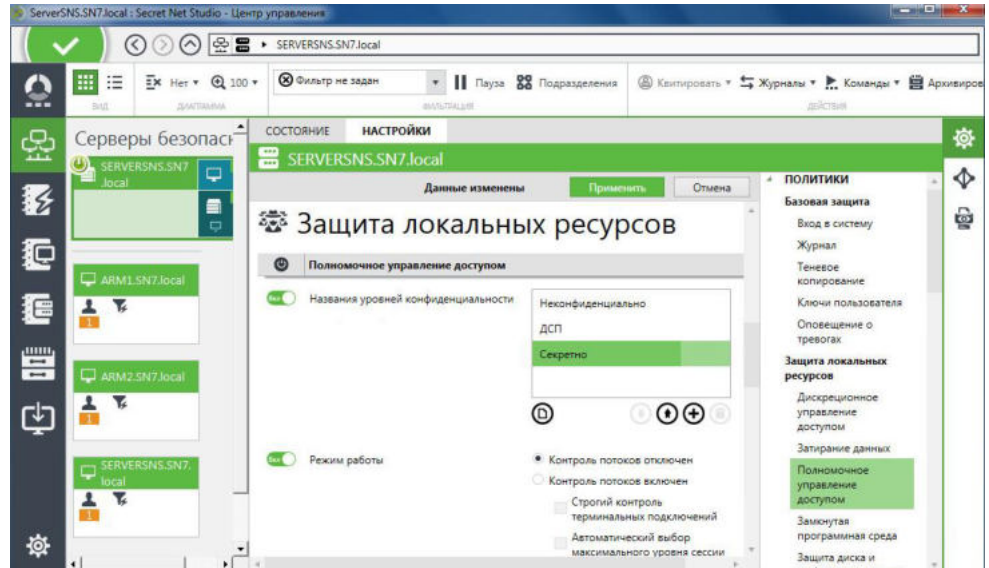 ServerSNS.SN7.local : Secret Net Studio - Центр управления
SERVERSNS.SN7.local
Нет
100
Фильтр не задан
Пауза
Подразделения
Квитировать
Журналы
Команды
Архивиров
ВИД
ДИАГРАММА
ФИЛЬТРАЦИЯ
ДЕЙСТВИЯ
Серверы безопасн
SERVERSNS.SN7
.local
ARM1.SN7.local
1
ARM2.SN7.local
1
SERVERSNS.SN7.
local
1
СОСТОЯНИЕ
НАСТРОЙКИ
SERVERSNS.SN7.local
Данные изменены
Применить
Отмена
Защита локальных ресурсов
Полномочное управление доступом
Названия уровней конфиденциальности
Неконфиденциально
ДСП
Секретно
Режим работы
Контроль потоков отключен
Контроль потоков включен
Строгий контроль
терминальных подключений
Автоматический выбор
максимального уровня сессии
ПОЛИТИКИ
Базовая защита
Вход в систему
Журнал
Теневое
копирование
Ключи пользователя
Оповещение о
тревогах
Защита локальных
ресурсов
Дискреционное
управление
доступом
Затирание данных
Полномочное
управление
доступом
Замкнутая
программная среда
Защита диска и